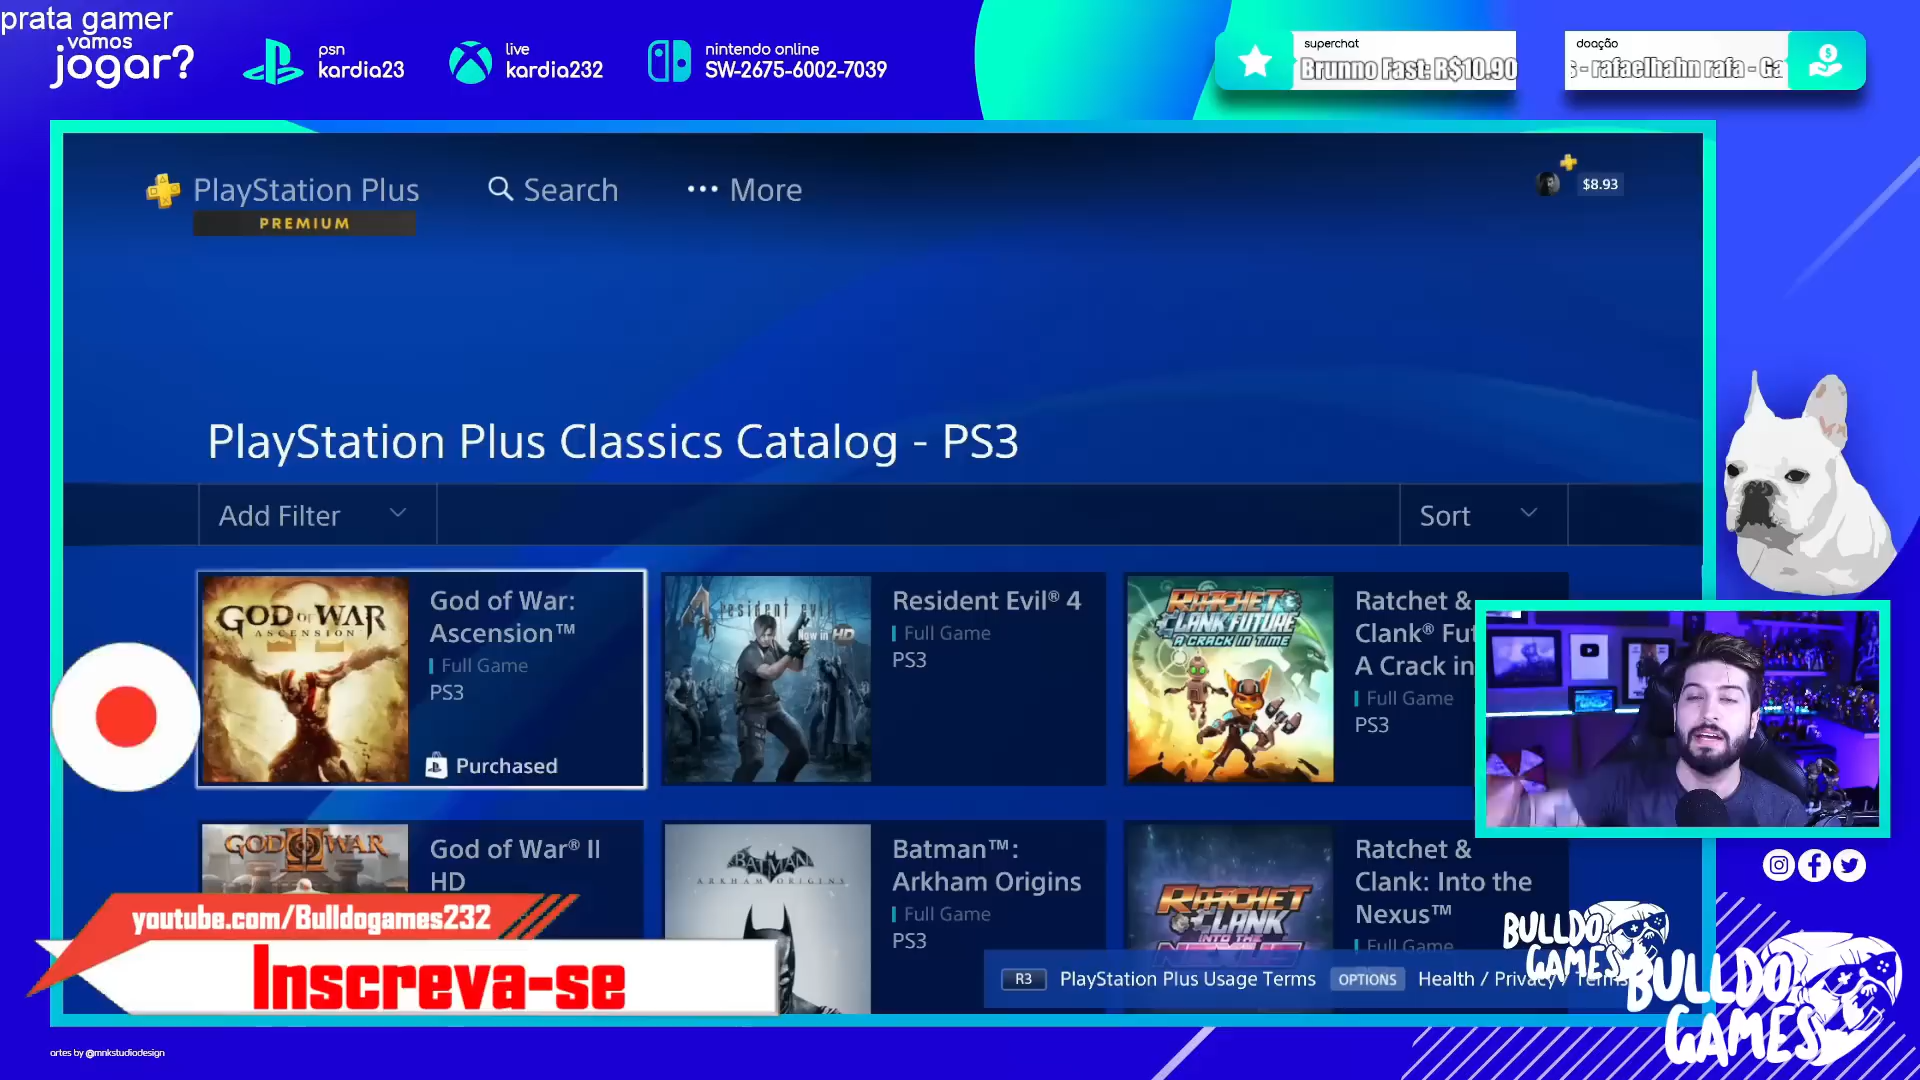 prata gamer
vamos
jogar?
psn
kardia23
live
kardia232
nintendo online
SW-2675-6002-7039
superchat
Brunno Fast: R$10.90
doação
s - rafaelhahn rafa - Ga
PlayStation Plus
PREMIUM
Search
More
$8.93
PlayStation Plus Classics Catalog - PS3
Add Filter
Sort
GOD OF WAR
ASCENSION
God of War:
Ascension™
Full Game
PS3
Purchased
4
resident evil
Now in HD
Resident Evil® 4
Full Game
PS3
RATCHET &
CLANK FUTURE
A CRACK IN TIME
Ratchet &
Clank® Fut
A Crack in
Full Game
PS3
GOD OF WAR
II
God of War® II
HD
BATMAN
ARKHAM ORIGINS
Batman™:
Arkham Origins
Full Game
PS3
RATCHET
CLANK
INTO THE
NEXUS
Ratchet &
Clank: Into the
Nexus™
Full Game
youtube.com/Bulldogames232
Inscreva-se
R3
PlayStation Plus Usage Terms
OPTIONS
Health / Privacy / Terms
BULLDO
GAMES
BULLDO
GAMES
artes by @mnkstudiodesign